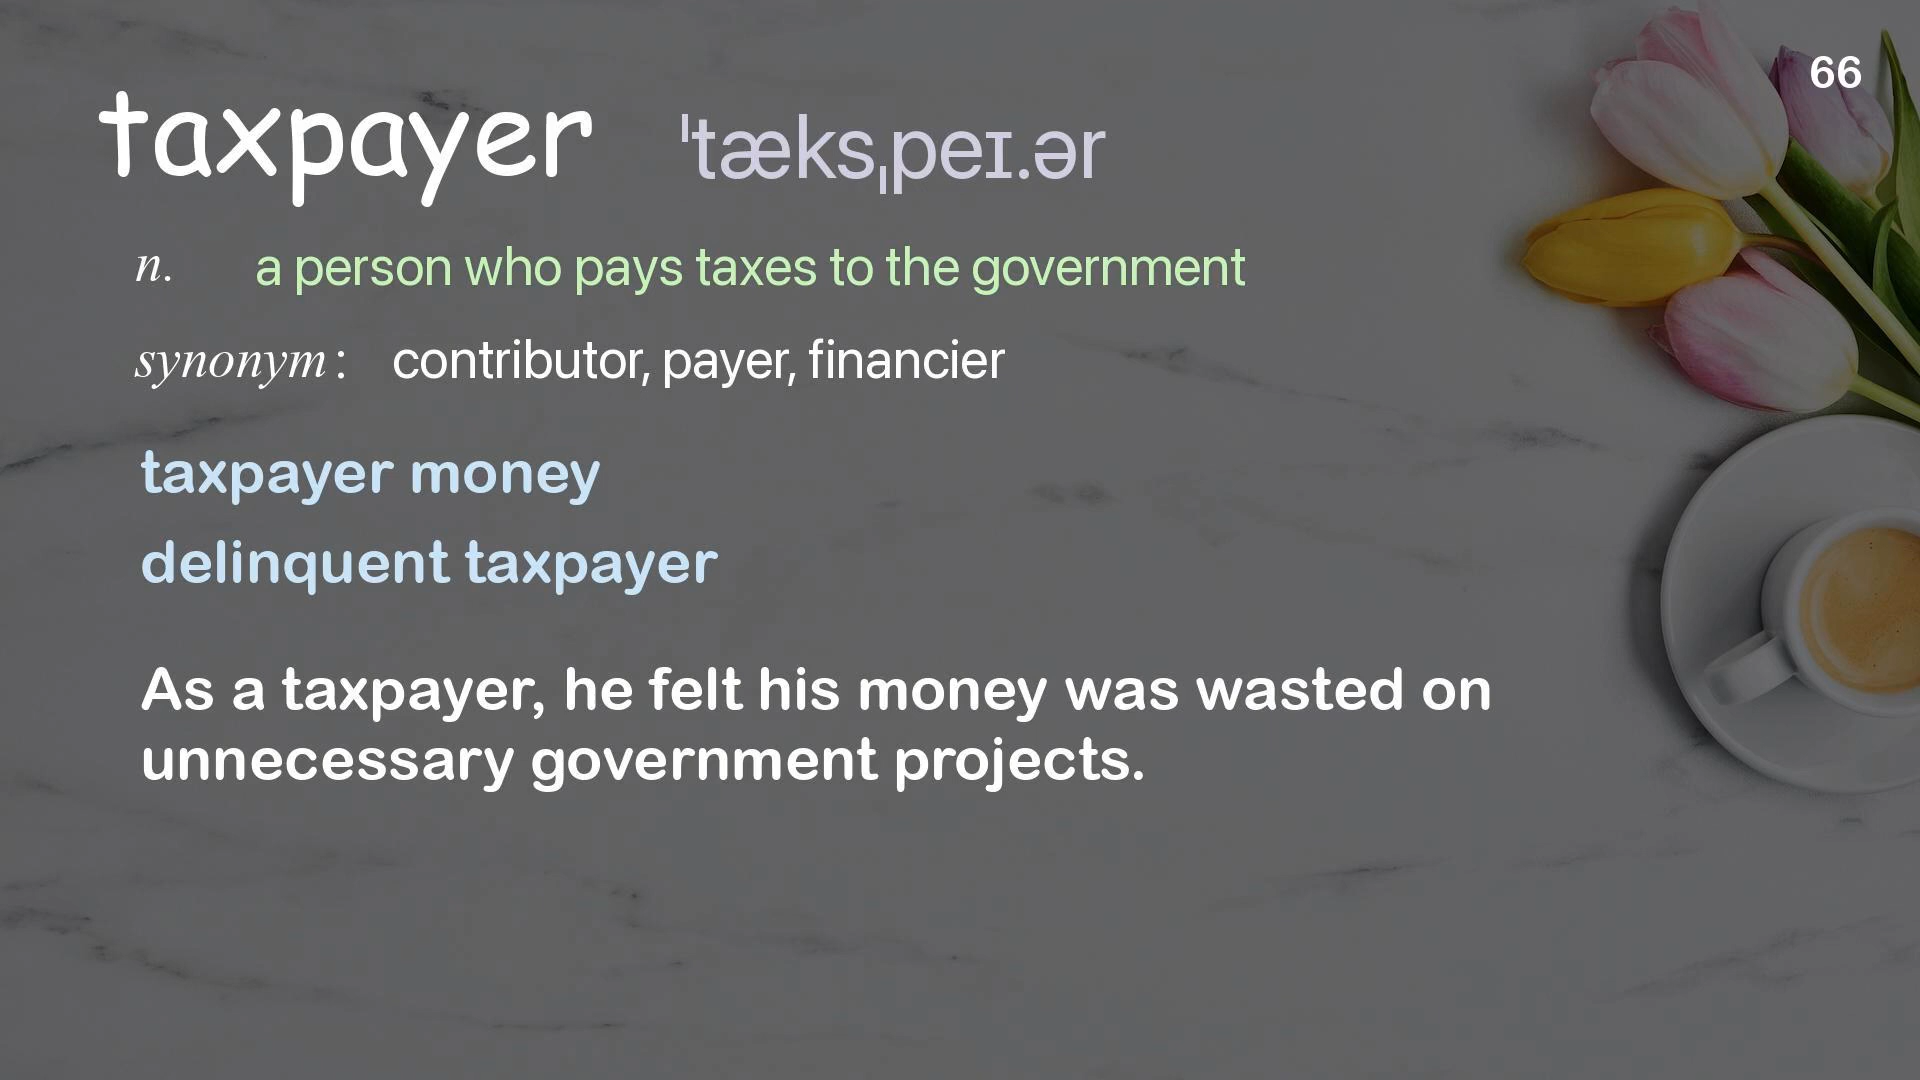 66
taxpayer ˈtæksˌpeɪ.ər
n. a person who pays taxes to the government
synonym: contributor, payer, financier
taxpayer money
delinquent taxpayer
As a taxpayer, he felt his money was wasted on
unnecessary government projects.